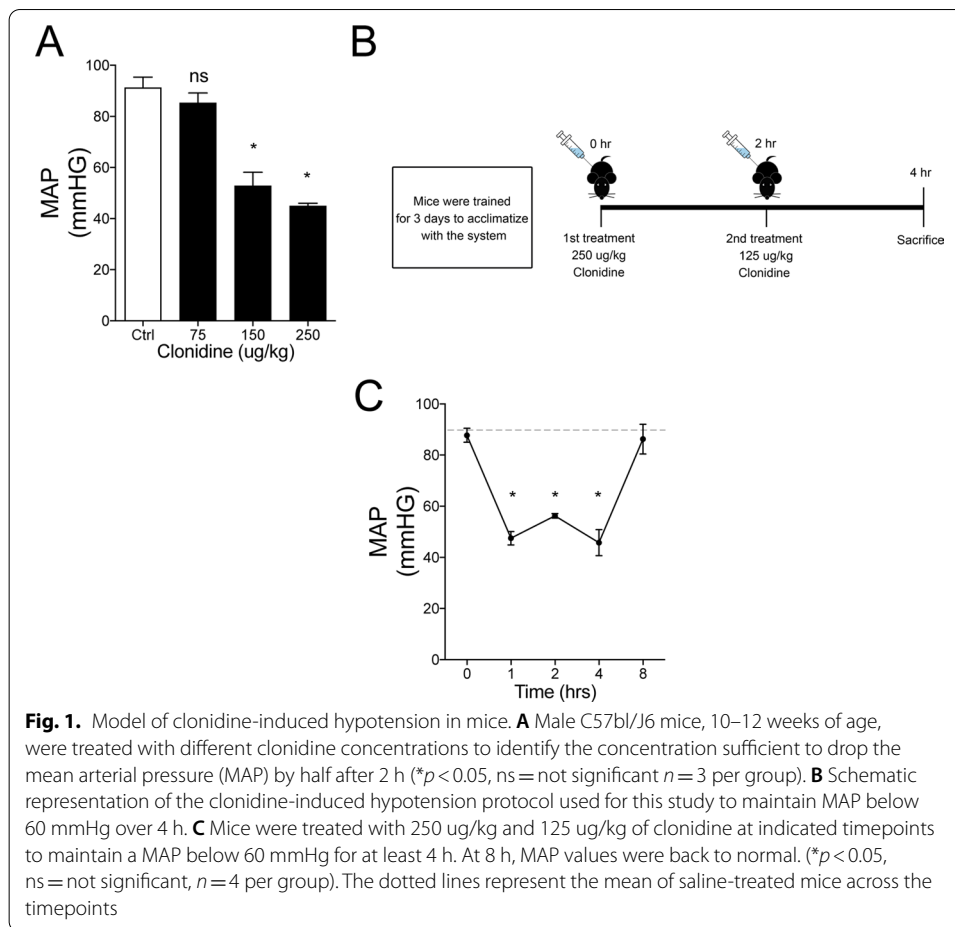 A
100
80
60
40
20
0
MAP
(mmHG)
ns
*
*
Ctrl
75
150
250
Clonidine (ug/kg)
B
Mice were trained
for 3 days to acclimatize
with the system
0 hr
2 hr
4 hr
1st treatment
250 ug/kg
Clonidine
2nd treatment
125 ug/kg
Clonidine
Sacrifice
C
100
80
60
40
20
0
MAP
(mmHG)
*
*
*
0
1
2
4
8
Time (hrs)
Fig. 1. Model of clonidine-induced hypotension in mice. A Male C57bl/J6 mice, 10–12 weeks of age,
were treated with different clonidine concentrations to identify the concentration sufficient to drop the
mean arterial pressure (MAP) by half after 2 h (*p < 0.05, ns = not significant n = 3 per group). B Schematic
representation of the clonidine-induced hypotension protocol used for this study to maintain MAP below
60 mmHg over 4 h. C Mice were treated with 250 ug/kg and 125 ug/kg of clonidine at indicated timepoints
to maintain a MAP below 60 mmHg for at least 4 h. At 8 h, MAP values were back to normal. (*p < 0.05,
ns = not significant, n = 4 per group). The dotted lines represent the mean of saline-treated mice across the
timepoints